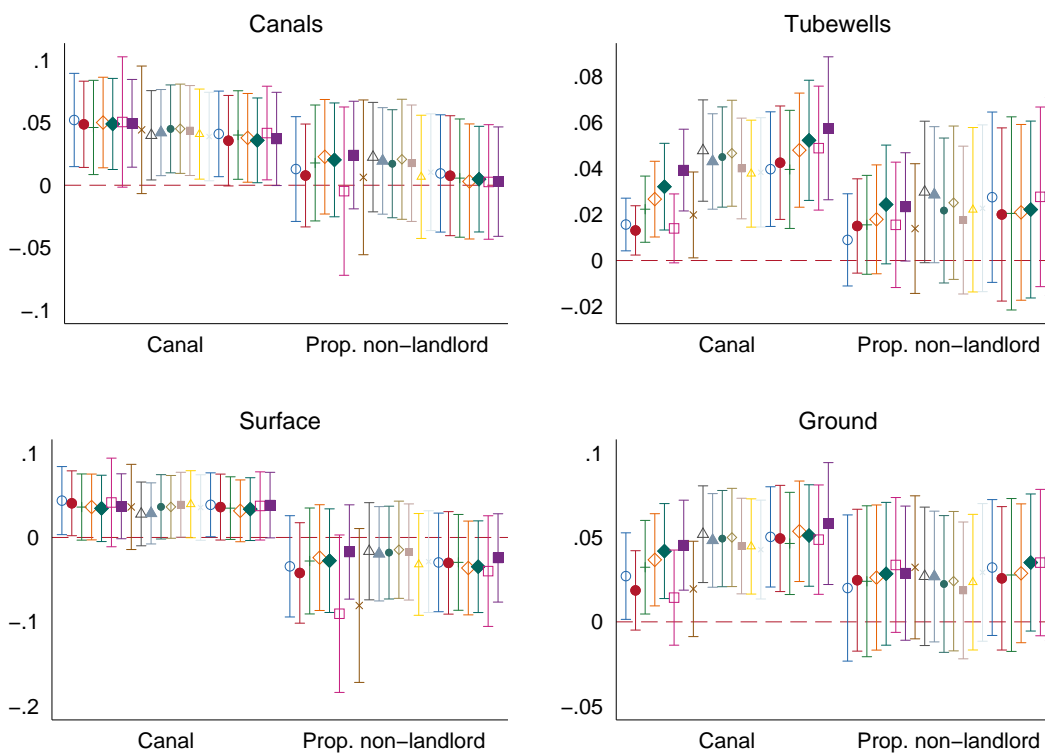 Canals
.1
.05
0
−.05
−.1
Canal
Prop. non−landlord
Tubewells
.08
.06
.04
.02
0
−.02
Canal
Prop. non−landlord
Surface
.1
0
−.1
−.2
Canal
Prop. non−landlord
Ground
.1
.05
0
−.05
Canal
Prop. non−landlord